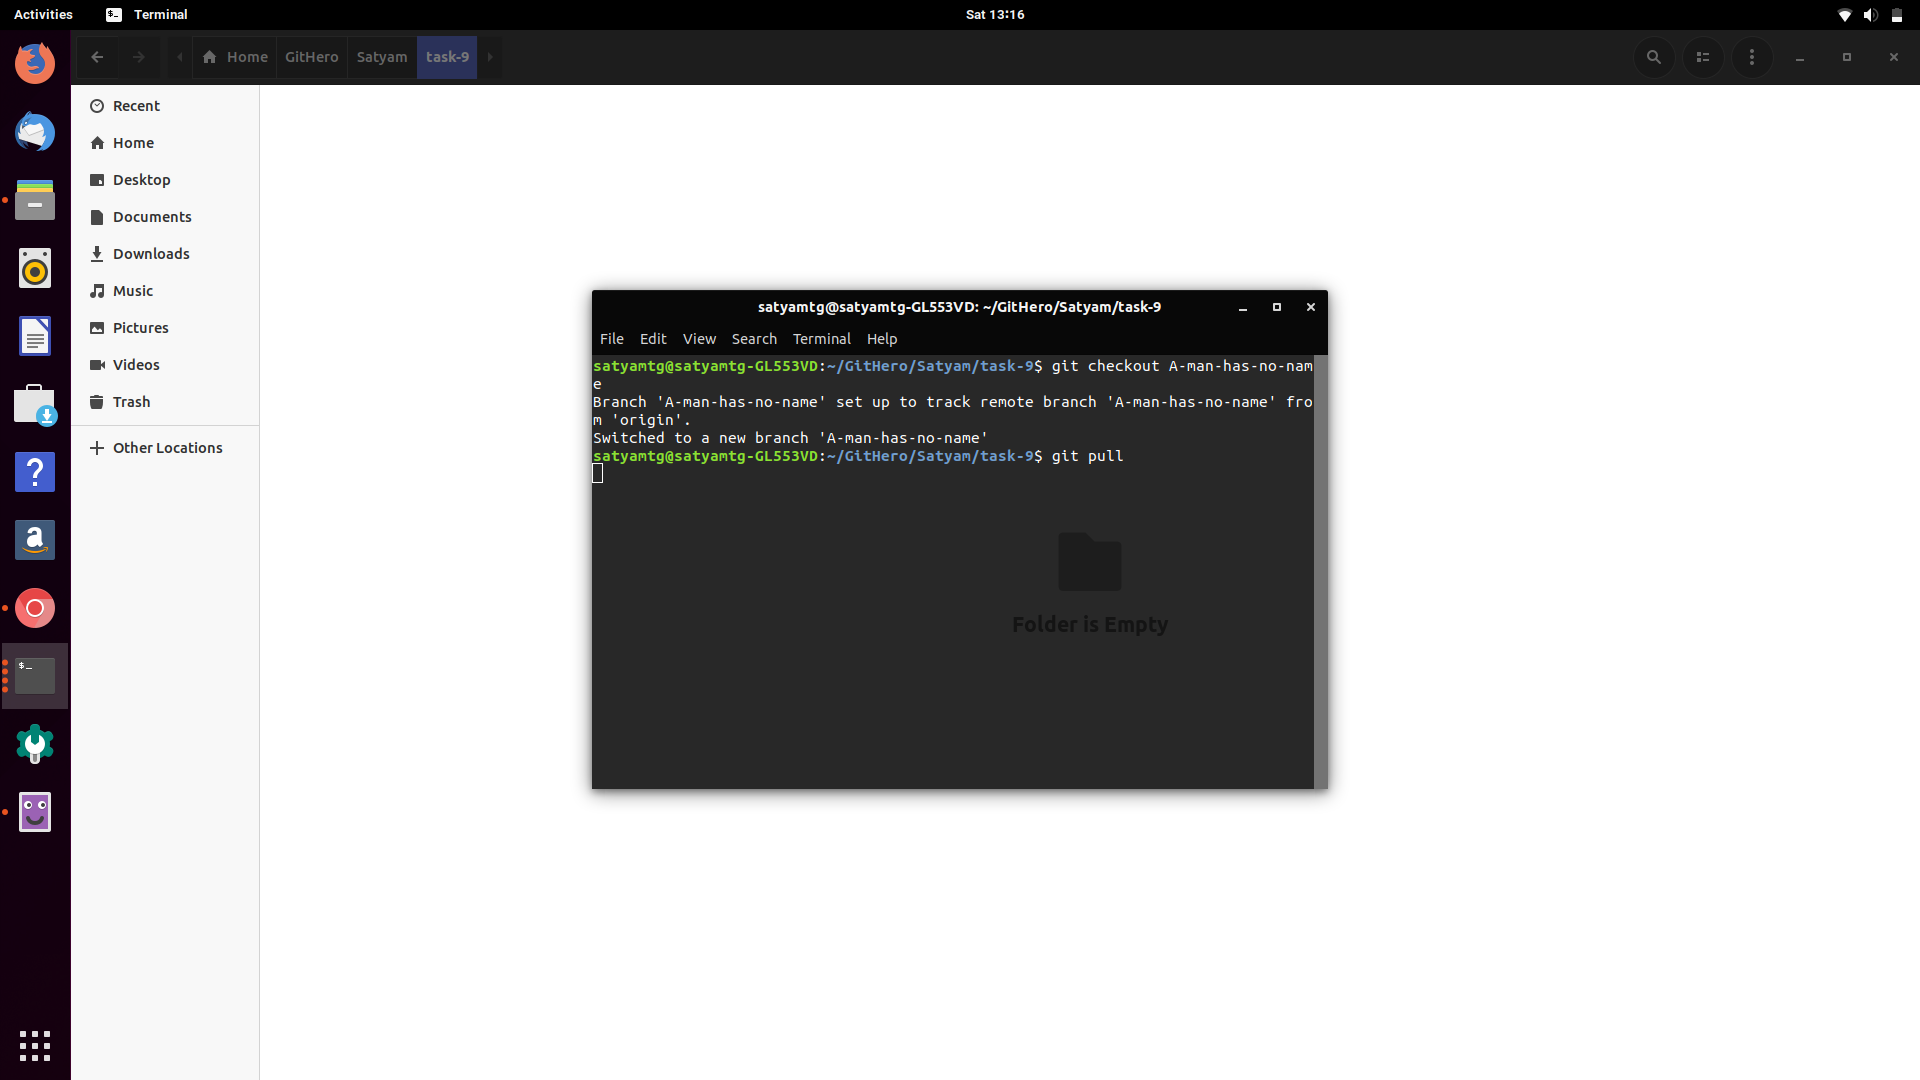 Activities
Terminal
Sat 13:16
Home
GitHero
Satyam
task-9
Recent
Home
Desktop
Documents
Downloads
Music
Pictures
Videos
Trash
Other Locations
satyamtg@satyamtg-GL553VD: ~/GitHero/Satyam/task-9
File Edit View Search Terminal Help
satyamtg@satyamtg-GL553VD:~/GitHero/Satyam/task-9$ git checkout A-man-has-no-nam
e
Branch 'A-man-has-no-name' set up to track remote branch 'A-man-has-no-name' fro
m 'origin'.
Switched to a new branch 'A-man-has-no-name'
satyamtg@satyamtg-GL553VD:~/GitHero/Satyam/task-9$ git pull
Folder is Empty